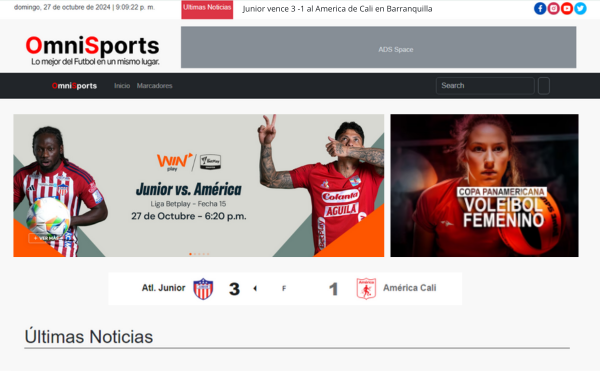 domingo, 27 de octubre de 2024 | 9:09:22 p. m.
Ultimas Noticias
Junior vence 3 -1 al America de Cali en Barranquilla
OmniSports
Lo mejor del Futbol en un mismo lugar.
ADS Space
OmniSports
Inicio
Marcadores
Search
WIN
play
BetPlay
Junior vs. América
Liga Betplay - Fecha 15
27 de Octubre - 6:20 p.m.
+ VER MÁS
Colanta
AGUILA
COPA PANAMERICANA
VOLEIBOL
FEMENINO
Atl. Junior
3
F
1
América Cali
Últimas Noticias